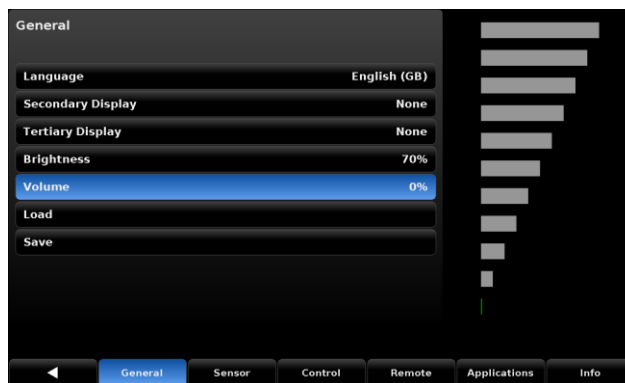 General
Language English (GB)
Secondary Display None
Tertiary Display None
Brightness 70%
Volume 0%
Load
Save
General Sensor Control Remote Applications Info